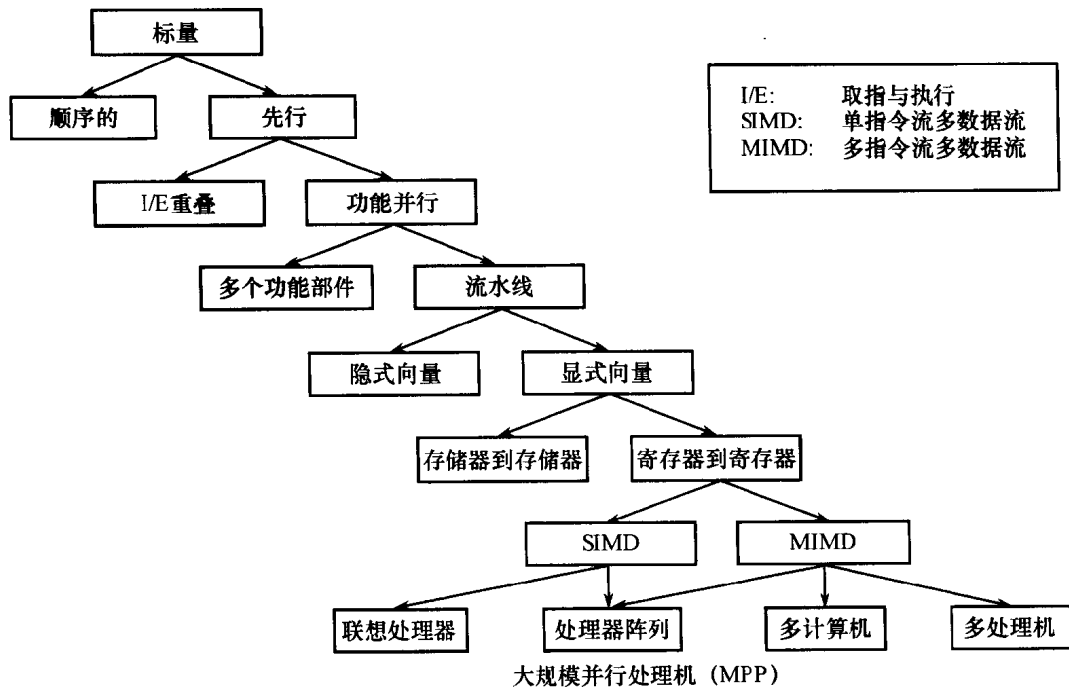 标量
I/E: 取指与执行
SIMD: 单指令流多数据流
MIMD: 多指令流多数据流
顺序的
先行
I/E重叠
功能并行
多个功能部件
流水线
隐式向量
显式向量
存储器到存储器
寄存器到寄存器
SIMD
MIMD
联想处理器
处理器阵列
多计算机
多处理机
大规模并行处理机（MPP）